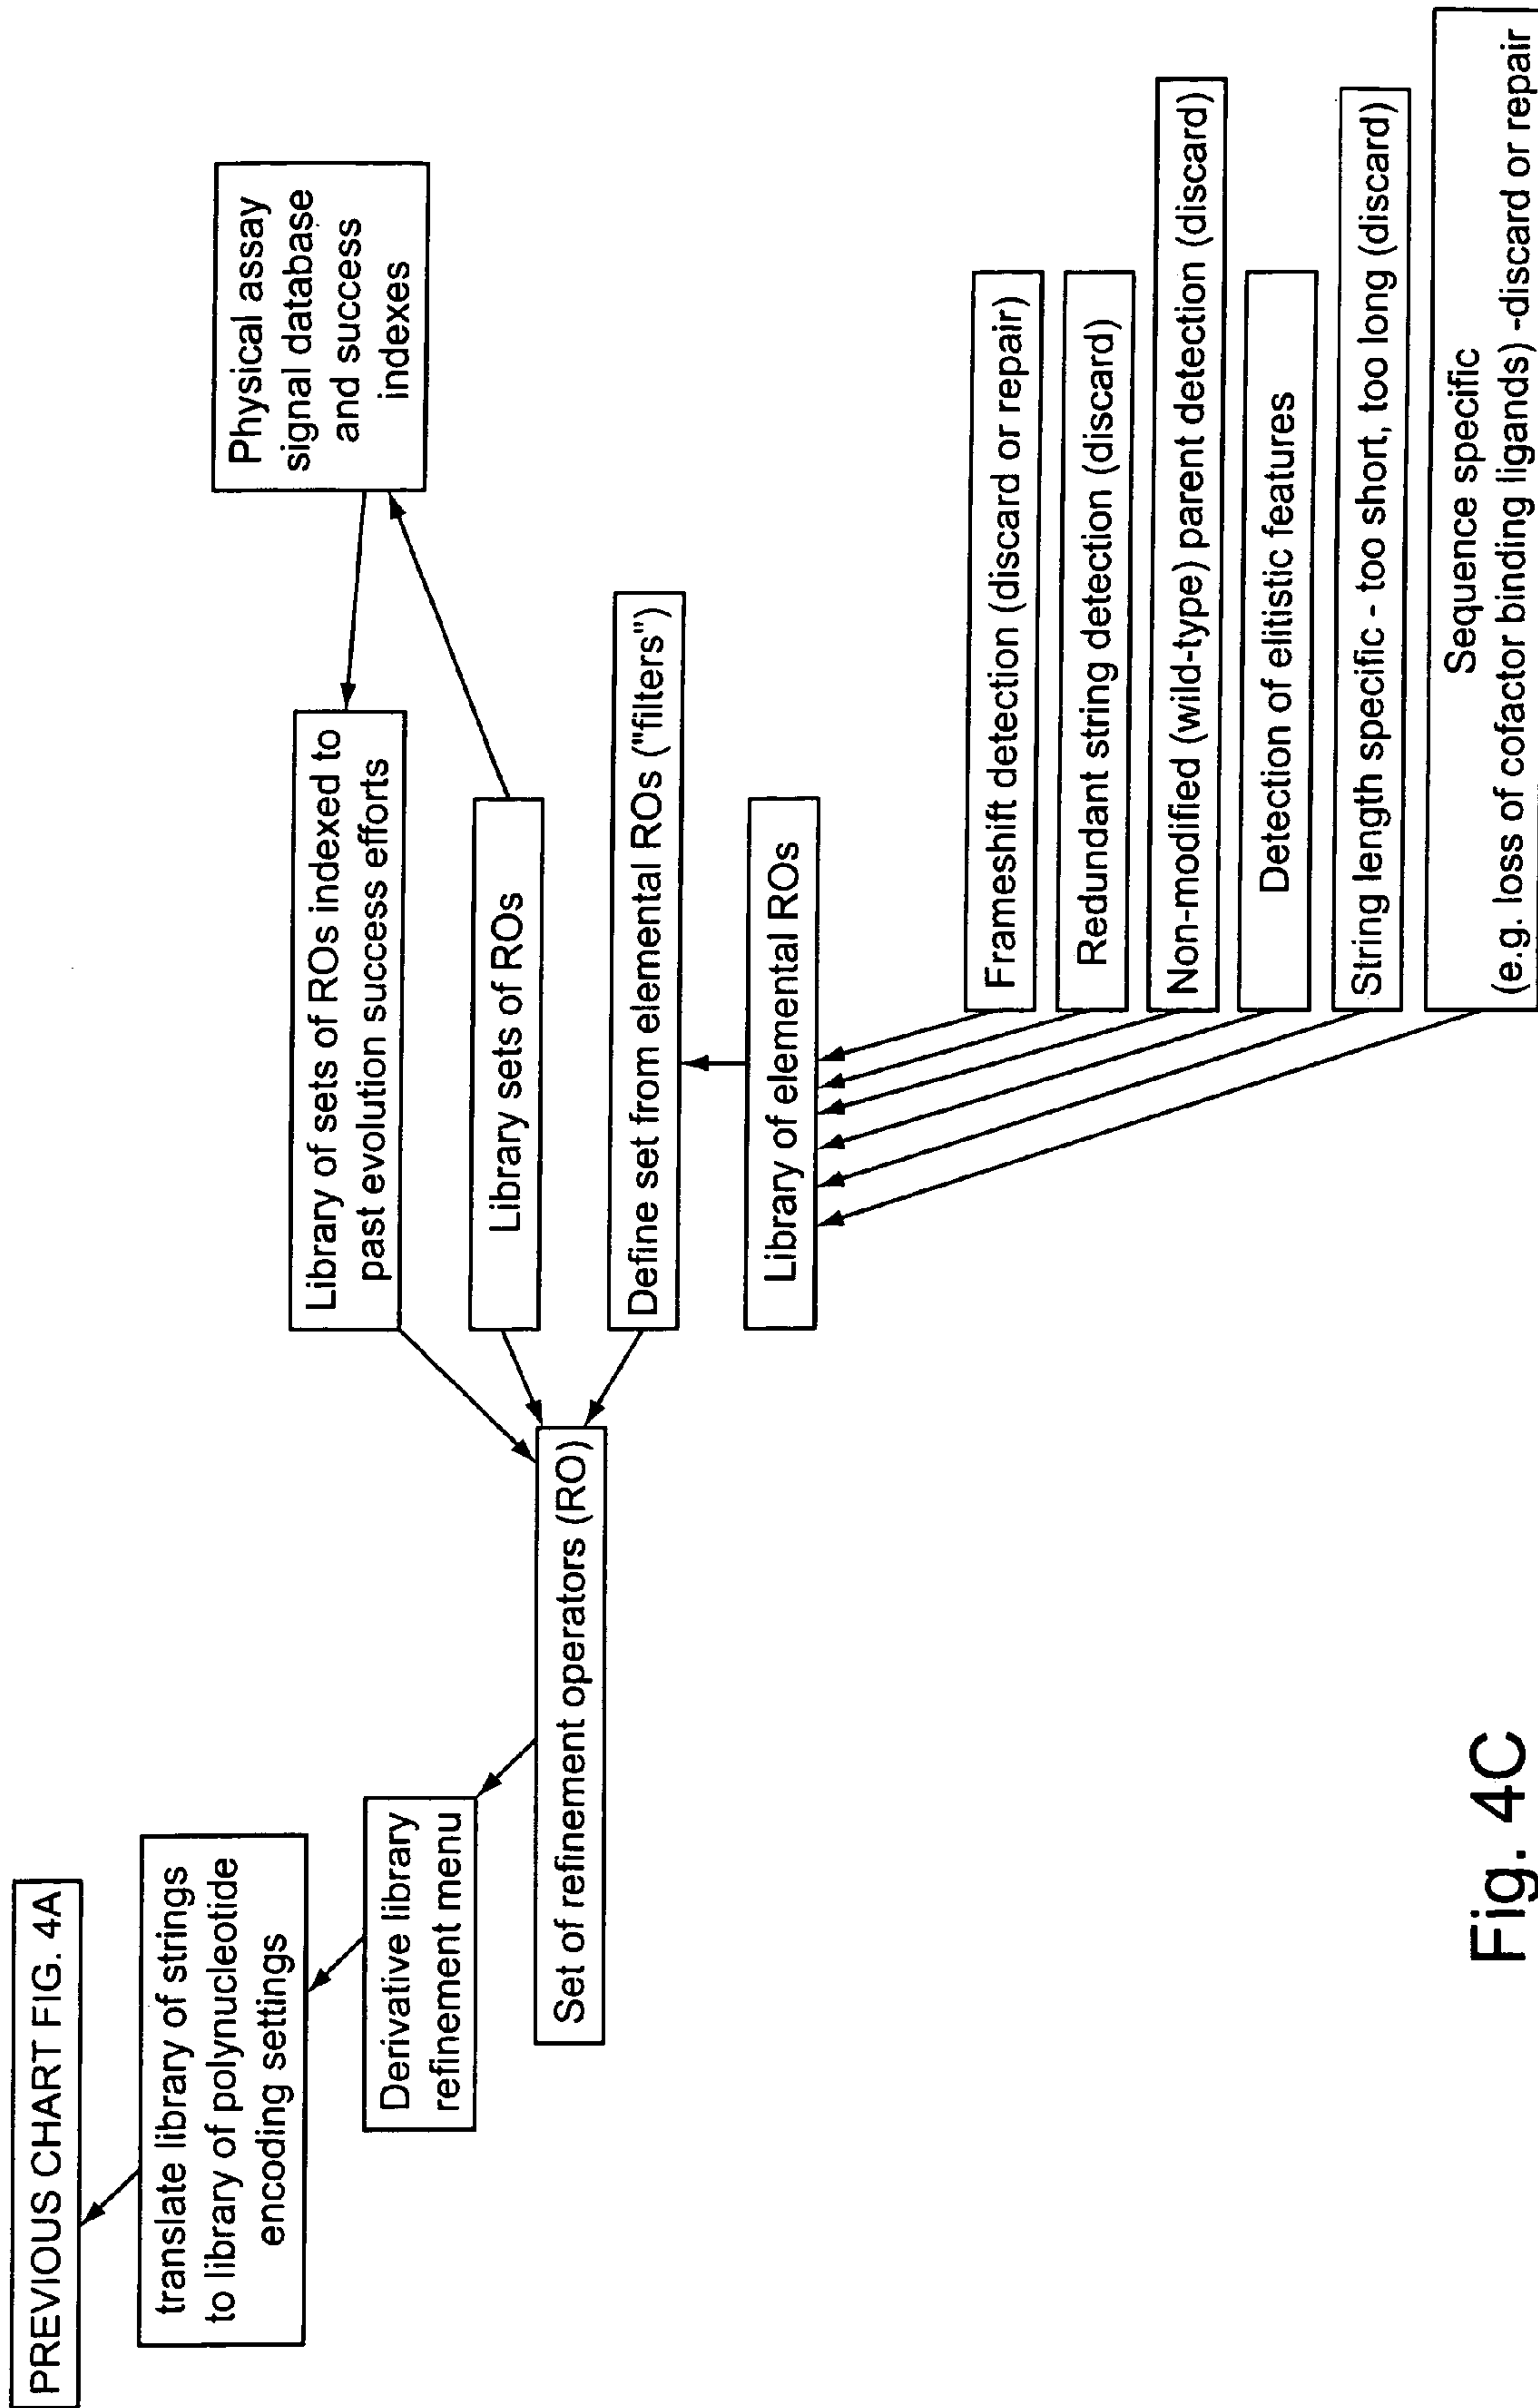 PREVIOUS CHART FIG. 4A
translate library of strings
to library of polynucleotide
encoding settings
Derivative library
refinement menu
Set of refinement operators (RO)
Library of sets of ROs indexed to
past evolution success efforts
Physical assay
signal database
and success
indexes
Library sets of ROs
Define set from elemental ROs ("filters")
Library of elemental ROs
Frameshift detection (discard or repair)
Redundant string detection (discard)
Non-modified (wild-type) parent detection (discard)
Detection of elitistic features
String length specific - too short, too long (discard)
Sequence specific
(e.g. loss of cofactor binding ligands) -discard or repair
Fig. 4C